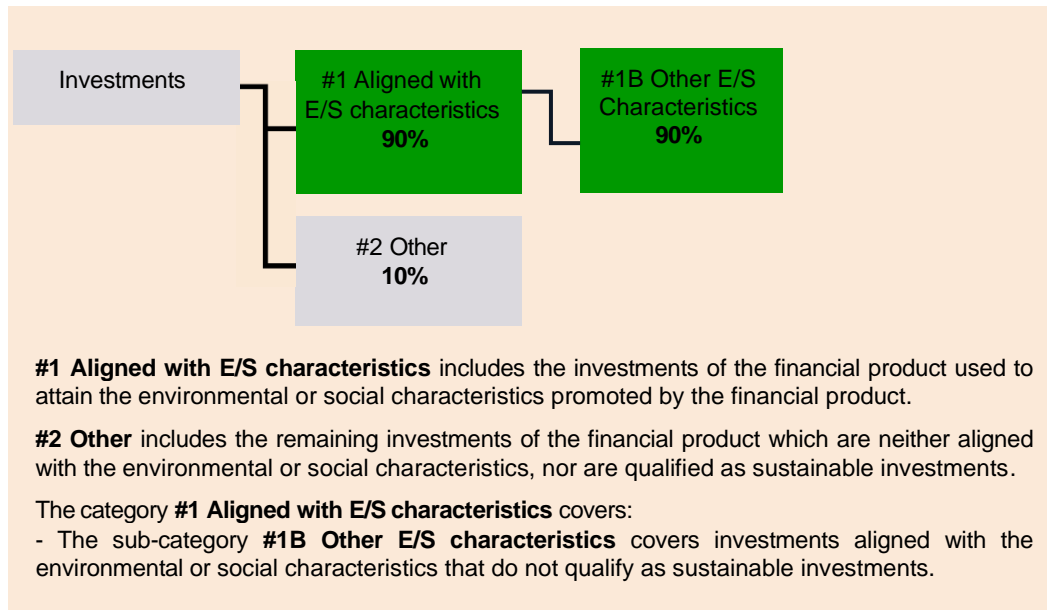 Investments
#1 Aligned with
E/S characteristics
90%
#1B Other E/S
Characteristics
90%
#2 Other
10%
#1 Aligned with E/S characteristics includes the investments of the financial product used to
attain the environmental or social characteristics promoted by the financial product.
#2 Other includes the remaining investments of the financial product which are neither aligned
with the environmental or social characteristics, nor are qualified as sustainable investments.
The category #1 Aligned with E/S characteristics covers:
- The sub-category #1B Other E/S characteristics covers investments aligned with the
environmental or social characteristics that do not qualify as sustainable investments.